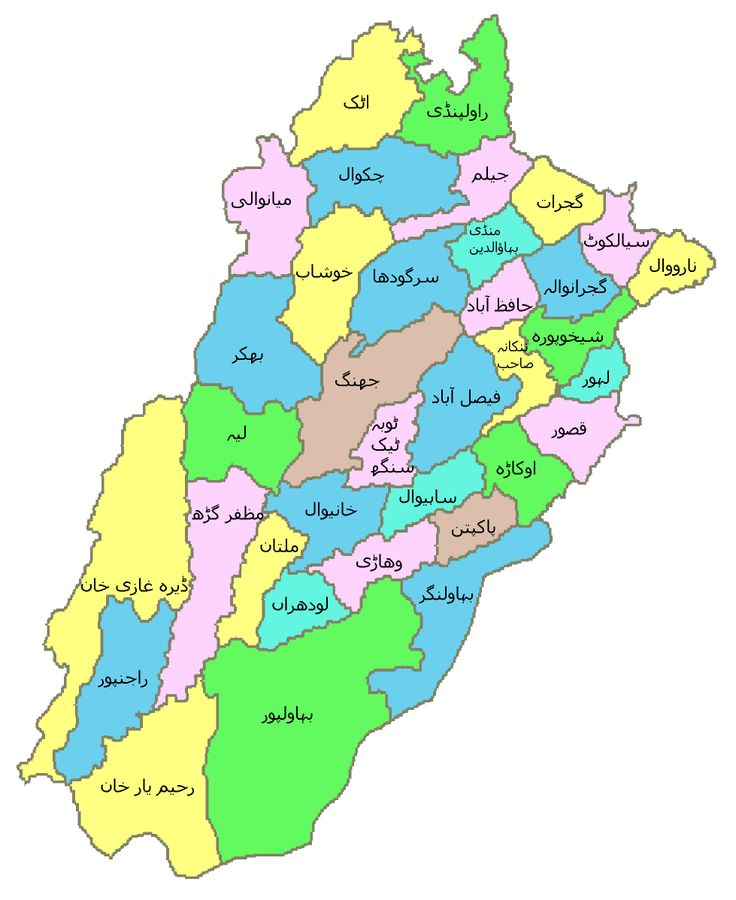 اٹک
راولپنڈی
چکوال
جہلم
میانوالی
گجرات
منڈی
بہاؤالدین
سیالکوٹ
نارووال
خوشاب
سرگودھا
گجرانوالہ
حافظ آباد
شیخوپورہ
ننکانہ
صاحب
بھکر
جھنگ
لہور
فیصل آباد
ٹوبہ
ٹیک
سنگھ
قصور
لیہ
اوکاڑہ
ساہیوال
خانیوال
مظفر گڑھ
پاکپتن
ملتان
وہاڑی
ڈیرہ غازی خان
لودھراں
بہاولنگر
راجنپور
بہاولپور
رحیم یار خان